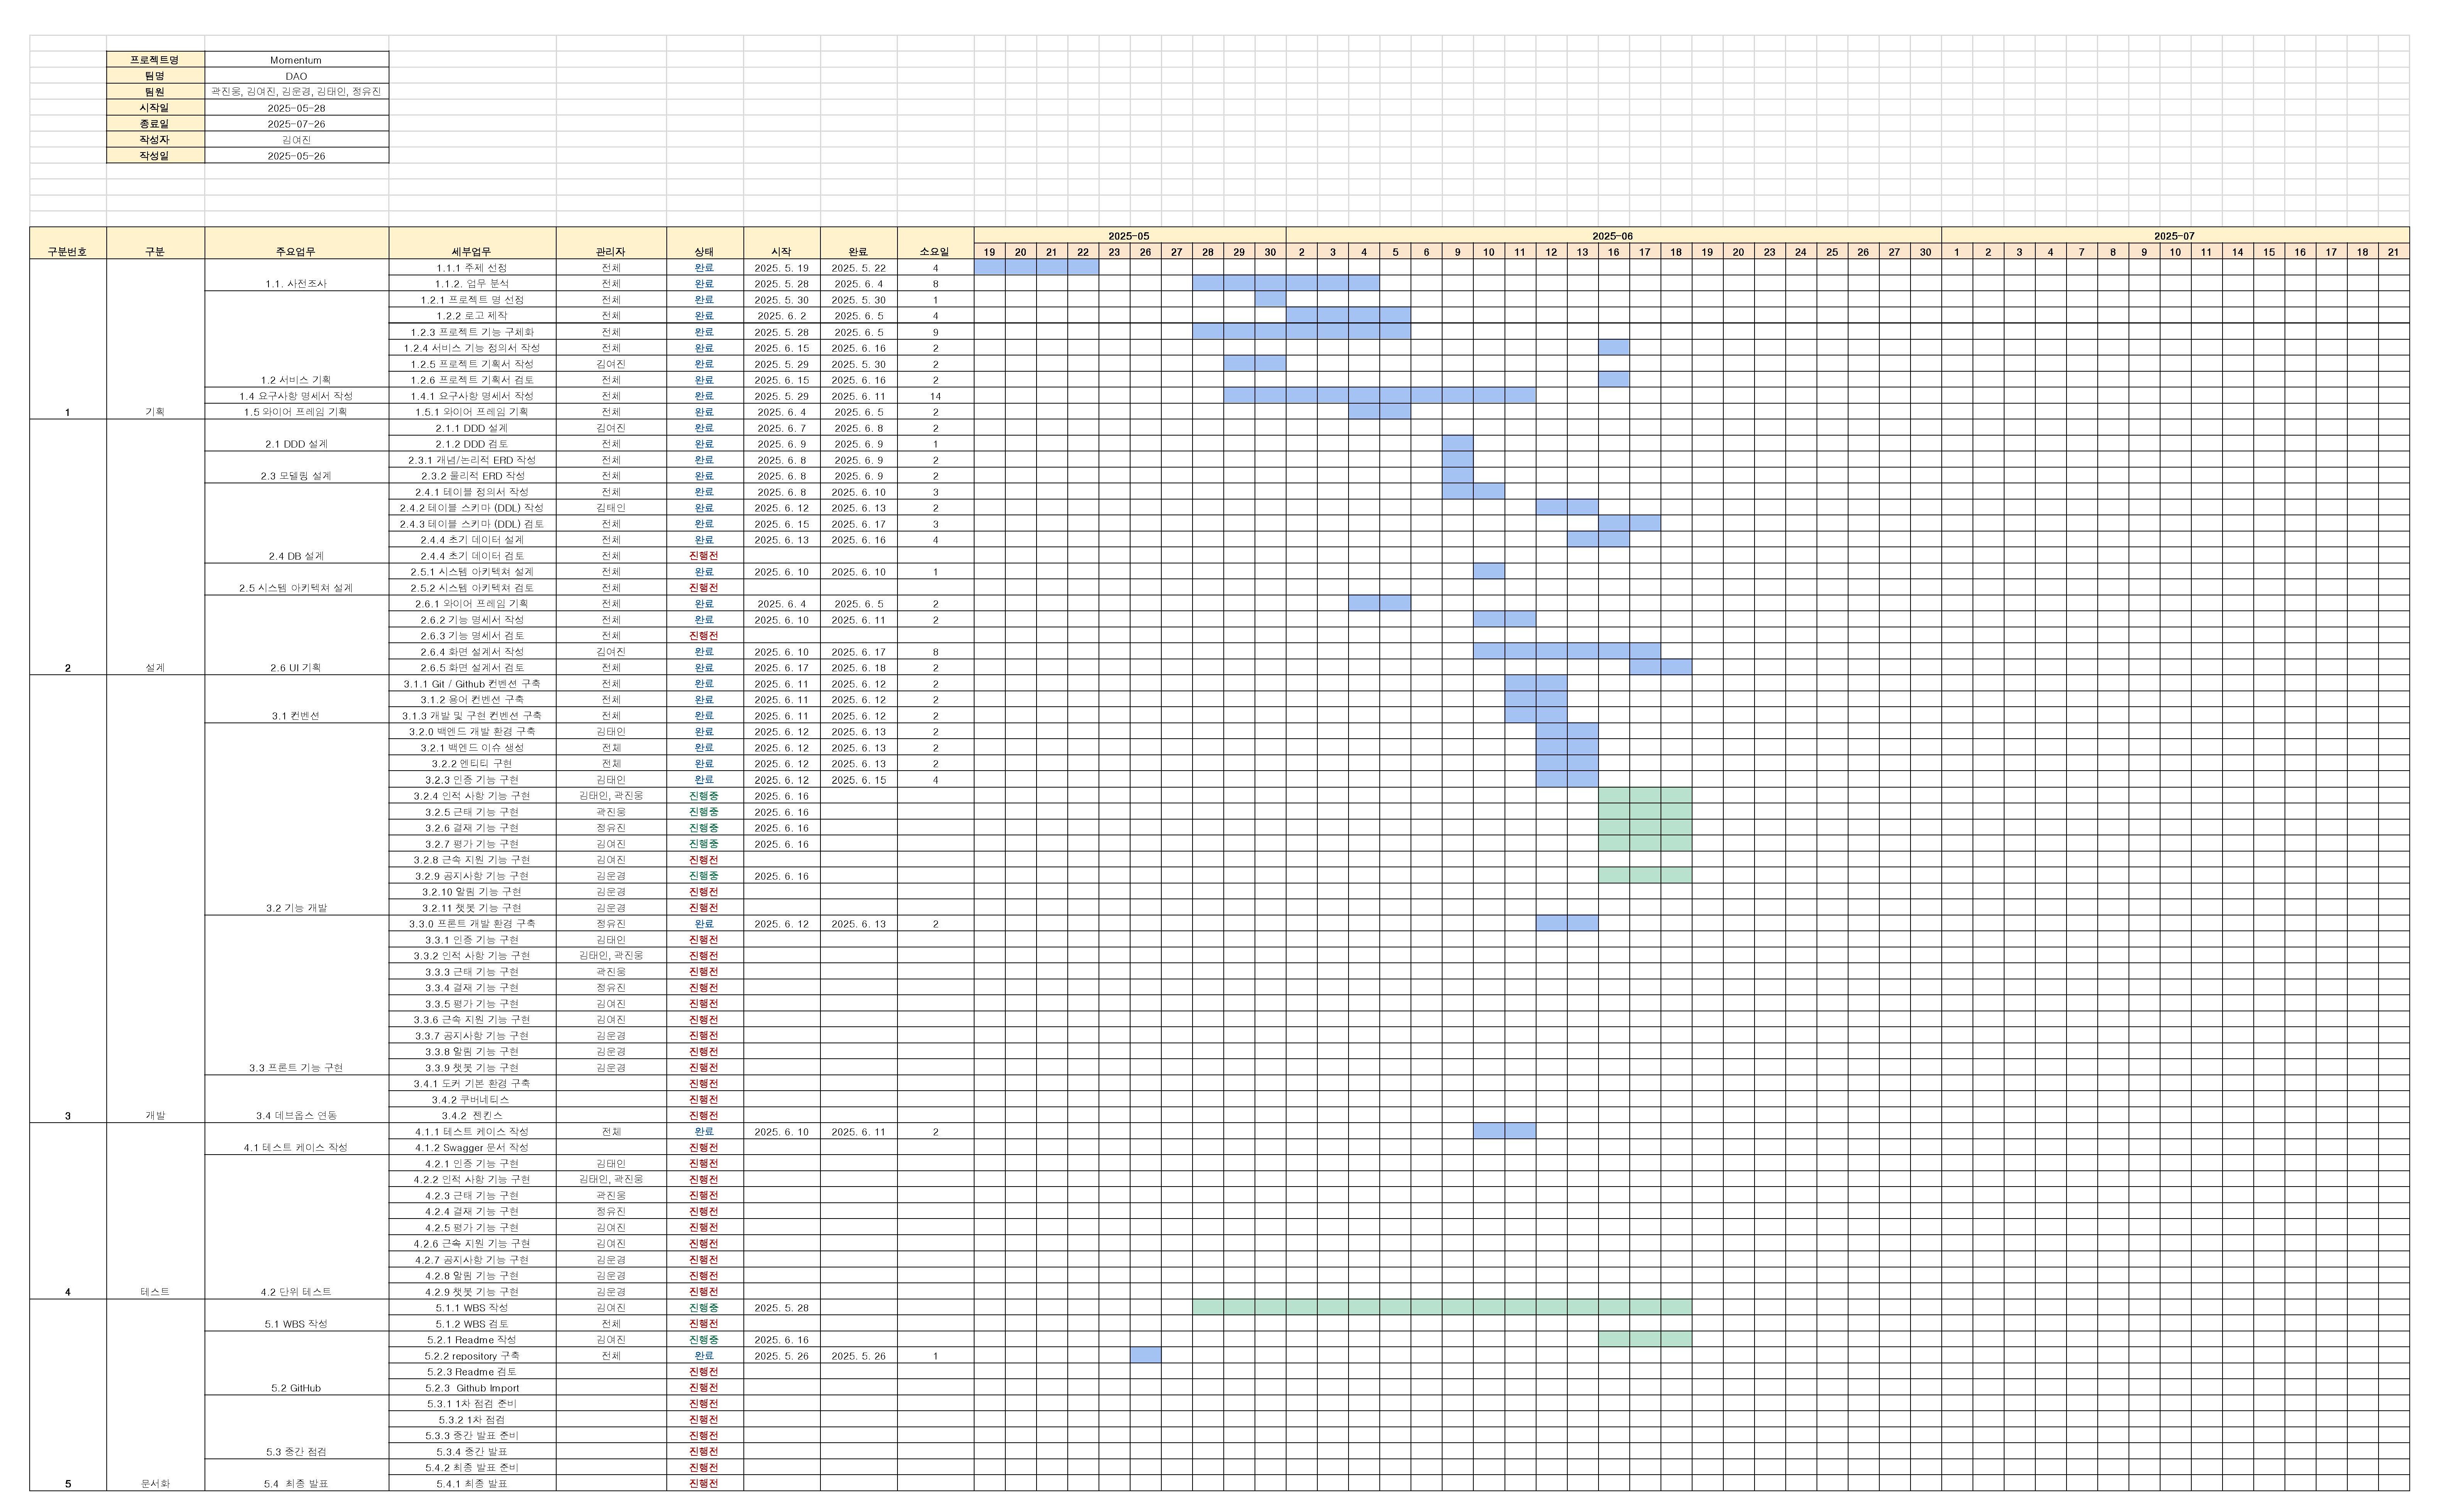 프로젝트명 Momentum
팀명 DAO
팀원 곽진웅, 김여진, 김운경, 김태인, 정유진
시작일 2025-05-28
종료일 2025-07-26
작성자 김여진
작성일 2025-05-26
2025-05 2025-06 2025-07
구분번호 구분 주요업무 세부업무 관리자 상태 시작 완료 소요일 19 20 21 22 23 26 27 28 29 30 2 3 4 5 6 9 10 11 12 13 16 17 18 19 20 23 24 25 26 27 30 1 2 3 4 7 8 9 10 11 14 15 16 17 18 21
1.1.1 주제 선정 전체 완료 2025. 5. 19 2025. 5. 22 4
1.1. 사전조사 1.1.2. 업무 분석 전체 완료 2025. 5. 28 2025. 6. 4 8
1.2.1 프로젝트 명 선정 전체 완료 2025. 5. 30 2025. 5. 30 1
1.2.2 로고 제작 전체 완료 2025. 6. 2 2025. 6. 5 4
1.2.3 프로젝트 기능 구체화 전체 완료 2025. 5. 28 2025. 6. 5 9
1.2.4 서비스 기능 정의서 작성 전체 완료 2025. 6. 15 2025. 6. 16 2
1.2.5 프로젝트 기획서 작성 김여진 완료 2025. 5. 29 2025. 5. 30 2
1.2 서비스 기획 1.2.6 프로젝트 기획서 검토 전체 완료 2025. 6. 15 2025. 6. 16 2
1.4 요구사항 명세서 작성 1.4.1 요구사항 명세서 작성 전체 완료 2025. 5. 29 2025. 6. 11 14
1 기획 1.5 와이어 프레임 기획 1.5.1 와이어 프레임 기획 전체 완료 2025. 6. 4 2025. 6. 5 2
2.1.1 DDD 설계 김여진 완료 2025. 6. 7 2025. 6. 8 2
2.1 DDD 설계 2.1.2 DDD 검토 전체 완료 2025. 6. 9 2025. 6. 9 1
2.3.1 개념/논리적 ERD 작성 전체 완료 2025. 6. 8 2025. 6. 9 2
2.3 모델링 설계 2.3.2 물리적 ERD 작성 전체 완료 2025. 6. 8 2025. 6. 9 2
2.4.1 테이블 정의서 작성 전체 완료 2025. 6. 8 2025. 6. 10 3
2.4.2 테이블 스키마 (DDL) 작성 김태인 완료 2025. 6. 12 2025. 6. 13 2
2.4.3 테이블 스키마 (DDL) 검토 전체 완료 2025. 6. 15 2025. 6. 17 3
2.4.4 초기 데이터 설계 전체 완료 2025. 6. 13 2025. 6. 16 4
2.4 DB 설계 2.4.4 초기 데이터 검토 전체 진행전
2.5.1 시스템 아키텍쳐 설계 전체 완료 2025. 6. 10 2025. 6. 10 1
2.5 시스템 아키텍쳐 설계 2.5.2 시스템 아키텍쳐 검토 전체 진행전
2.6.1 와이어 프레임 기획 전체 완료 2025. 6. 4 2025. 6. 5 2
2.6.2 기능 명세서 작성 전체 완료 2025. 6. 10 2025. 6. 11 2
2.6.3 기능 명세서 검토 전체 진행전
2.6.4 화면 설계서 작성 김여진 완료 2025. 6. 10 2025. 6. 17 8
2 설계 2.6 UI 기획 2.6.5 화면 설계서 검토 전체 완료 2025. 6. 17 2025. 6. 18 2
3.1.1 Git / Github 컨벤션 구축 전체 완료 2025. 6. 11 2025. 6. 12 2
3.1.2 용어 컨벤션 구축 전체 완료 2025. 6. 11 2025. 6. 12 2
3.1 컨벤션 3.1.3 개발 및 구현 컨벤션 구축 전체 완료 2025. 6. 11 2025. 6. 12 2
3.2.0 백엔드 개발 환경 구축 김태인 완료 2025. 6. 12 2025. 6. 13 2
3.2.1 백엔드 이슈 생성 전체 완료 2025. 6. 12 2025. 6. 13 2
3.2.2 엔티티 구현 전체 완료 2025. 6. 12 2025. 6. 13 2
3.2.3 인증 기능 구현 김태인 완료 2025. 6. 12 2025. 6. 15 4
3.2.4 인적 사항 기능 구현 김태인, 곽진웅 진행중 2025. 6. 16
3.2.5 근태 기능 구현 곽진웅 진행중 2025. 6. 16
3.2.6 결재 기능 구현 정유진 진행중 2025. 6. 16
3.2.7 평가 기능 구현 김여진 진행중 2025. 6. 16
3.2.8 근속 지원 기능 구현 김여진 진행전
3.2.9 공지사항 기능 구현 김운경 진행중 2025. 6. 16
3.2.10 알림 기능 구현 김운경 진행전
3.2 기능 개발 3.2.11 챗봇 기능 구현 김운경 진행전
3.3.0 프론트 개발 환경 구축 정유진 완료 2025. 6. 12 2025. 6. 13 2
3.3.1 인증 기능 구현 김태인 진행전
3.3.2 인적 사항 기능 구현 김태인, 곽진웅 진행전
3.3.3 근태 기능 구현 곽진웅 진행전
3.3.4 결재 기능 구현 정유진 진행전
3.3.5 평가 기능 구현 김여진 진행전
3.3.6 근속 지원 기능 구현 김여진 진행전
3.3.7 공지사항 기능 구현 김운경 진행전
3.3.8 알림 기능 구현 김운경 진행전
3.3 프론트 기능 구현 3.3.9 챗봇 기능 구현 김운경 진행전
3.4.1 도커 기본 환경 구축 진행전
3.4.2 쿠버네티스 진행전
3 개발 3.4 데브옵스 연동 3.4.2 젠킨스 진행전
4.1.1 테스트 케이스 작성 전체 완료 2025. 6. 10 2025. 6. 11 2
4.1 테스트 케이스 작성 4.1.2 Swagger 문서 작성 진행전
4.2.1 인증 기능 구현 김태인 진행전
4.2.2 인적 사항 기능 구현 김태인, 곽진웅 진행전
4.2.3 근태 기능 구현 곽진웅 진행전
4.2.4 결재 기능 구현 정유진 진행전
4.2.5 평가 기능 구현 김여진 진행전
4.2.6 근속 지원 기능 구현 김여진 진행전
4.2.7 공지사항 기능 구현 김운경 진행전
4.2.8 알림 기능 구현 김운경 진행전
4 테스트 4.2 단위 테스트 4.2.9 챗봇 기능 구현 김운경 진행전
5.1.1 WBS 작성 김여진 진행중 2025. 5. 28
5.1 WBS 작성 5.1.2 WBS 검토 전체 진행전
5.2.1 Readme 작성 김여진 진행중 2025. 6. 16
5.2.2 repository 구축 전체 완료 2025. 5. 26 2025. 5. 26 1
5.2.3 Readme 검토 진행전
5.2 GitHub 5.2.3 Github Import 진행전
5.3.1 1차 점검 준비 진행전
5.3.2 1차 점검 진행전
5.3.3 중간 발표 준비 진행전
5.3 중간 점검 5.3.4 중간 발표 진행전
5.4.2 최종 발표 준비 진행전
5 문서화 5.4 최종 발표 5.4.1 최종 발표 진행전